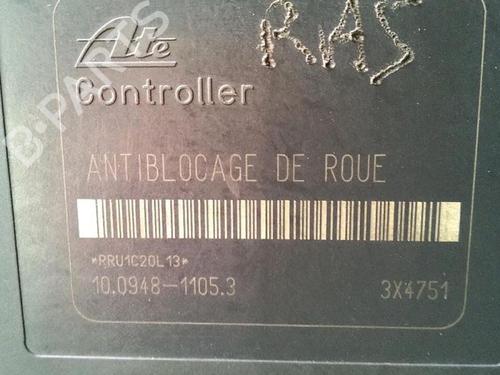 Ate
RAS
Controller
ANTIBLOCAGE DE ROUE
*RRU1C20L13*
10.0948-1105.3 3X4751
B-PARTS